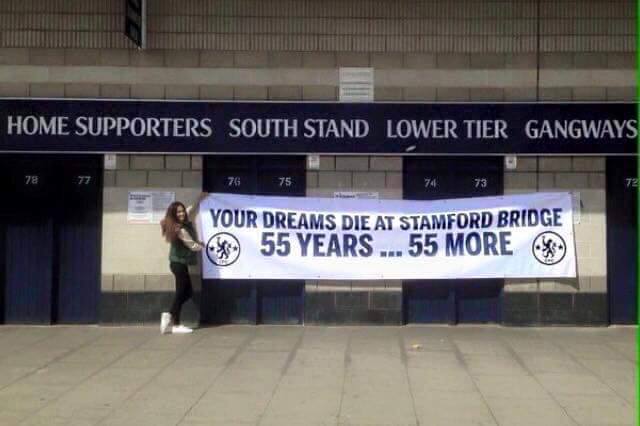 HOME SUPPORTERS SOUTH STAND LOWER TIER GANGWAYS
78 77 76 75 74 73 72
YOUR DREAMS DIE AT STAMFORD BRIDGE
55 YEARS ... 55 MORE